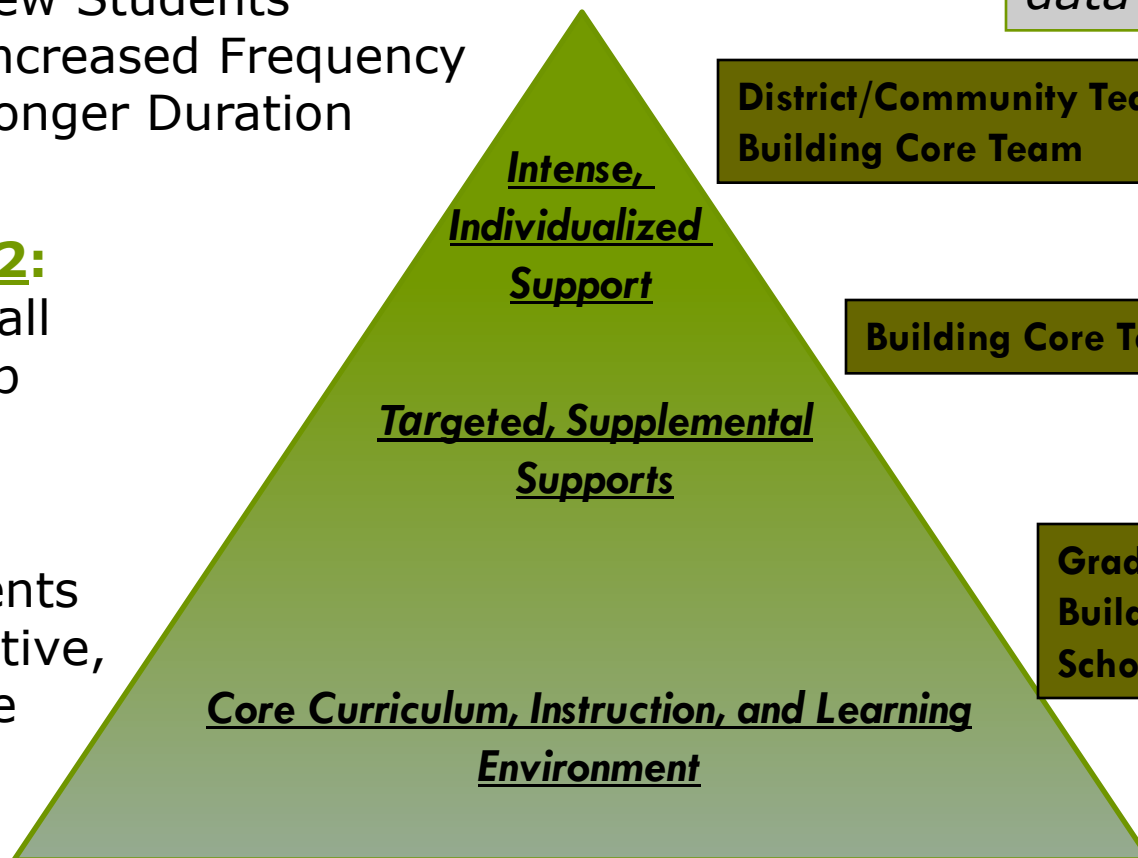 ew Students
ncreased Frequency
onger Duration
2:
all
ents
tive,
data
District/Community Tea
Building Core Team
Building Core T
Grad
Build
Scho
Intense,
Individualized
Support
Targeted, Supplemental
Supports
Core Curriculum, Instruction, and Learning
Environment